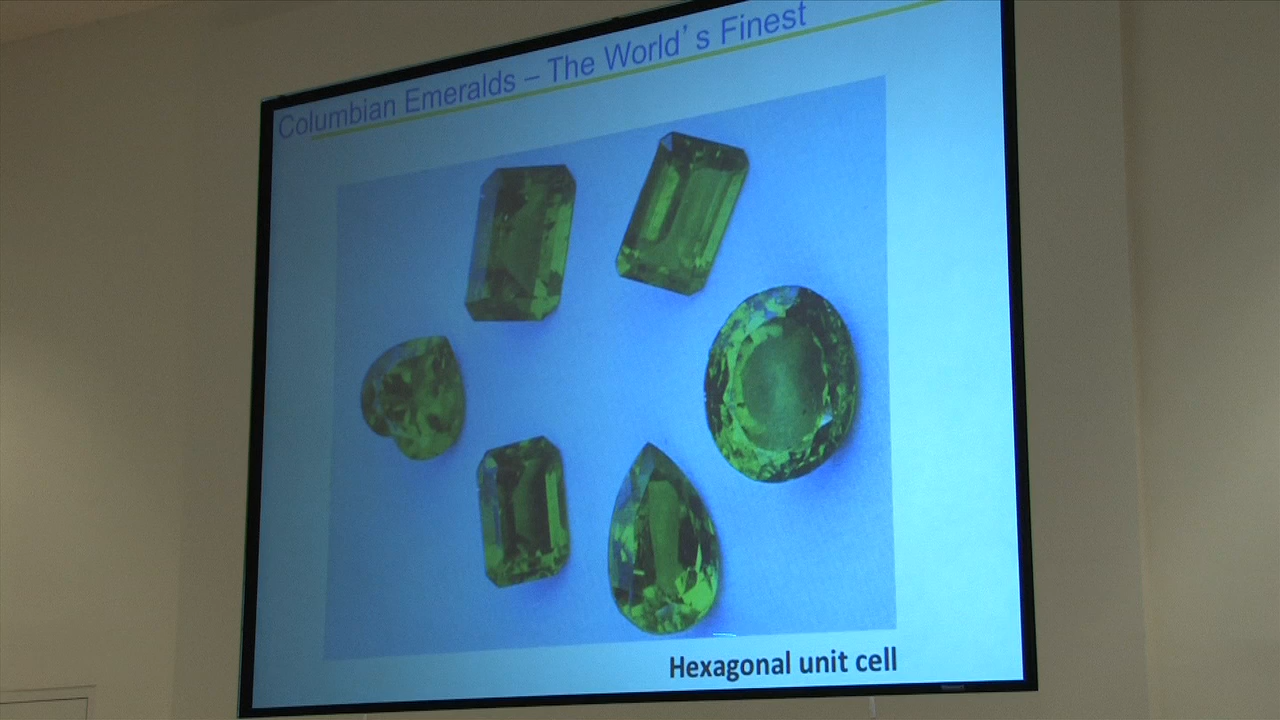 Columbian Emeralds – The World's Finest
Hexagonal unit cell